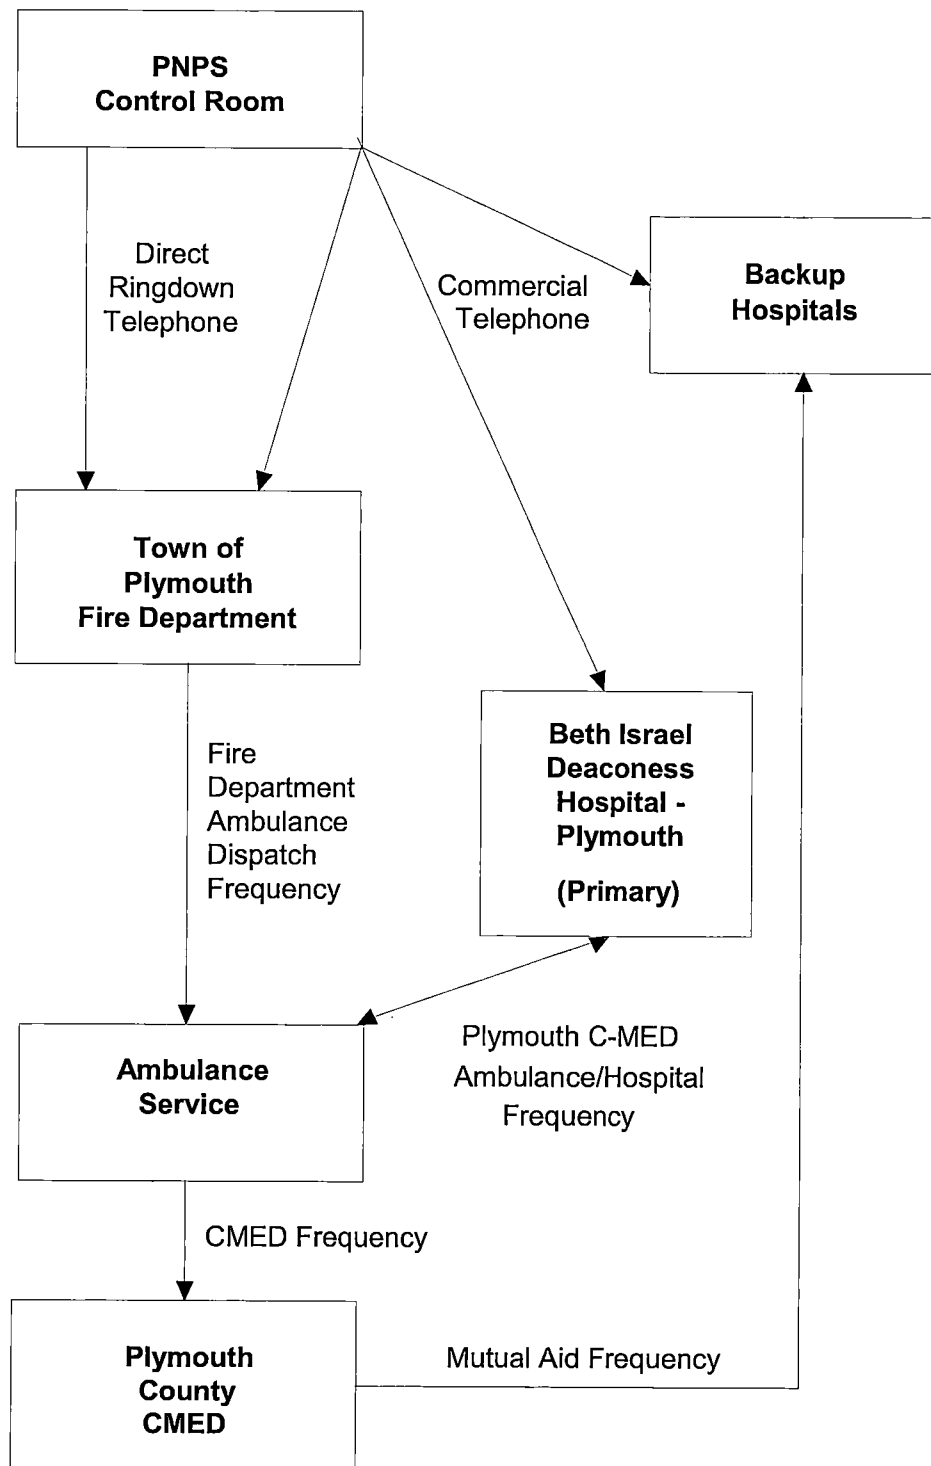 PNPS
Control Room
Direct
Ringdown
Telephone
Commercial
Telephone
Backup
Hospitals
Town of
Plymouth
Fire Department
Fire
Department
Ambulance
Dispatch
Frequency
Beth Israel
Deaconess
Hospital -
Plymouth
(Primary)
Ambulance
Service
Plymouth C-MED
Ambulance/Hospital
Frequency
CMED Frequency
Plymouth
County
CMED
Mutual Aid Frequency